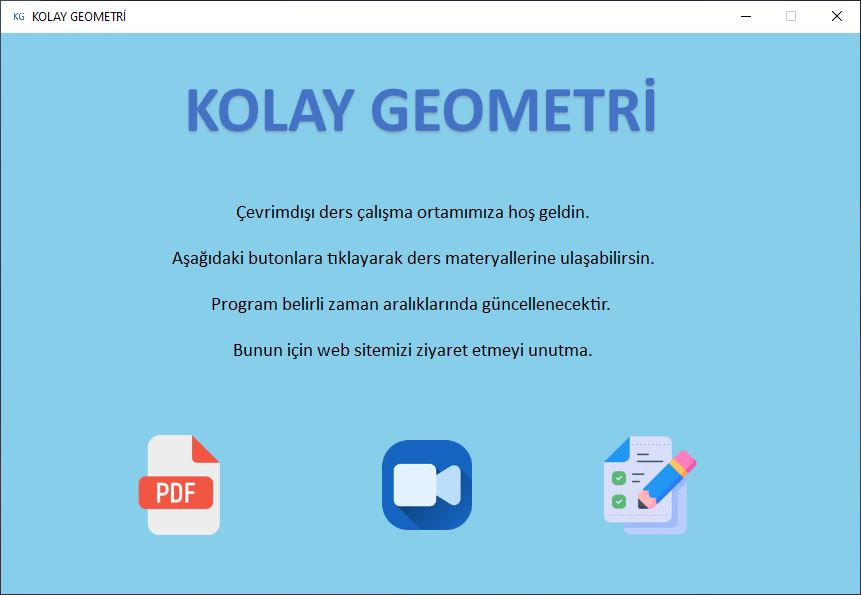 KG KOLAY GEOMETRİ
KOLAY GEOMETRİ
Çevrimdışı ders çalışma ortamımıza hoş geldin.
Aşağıdaki butonlara tıklayarak ders materyallerine ulaşabilirsin.
Program belirli zaman aralıklarında güncellenecektir.
Bunun için web sitemizi ziyaret etmeyi unutma.
PDF